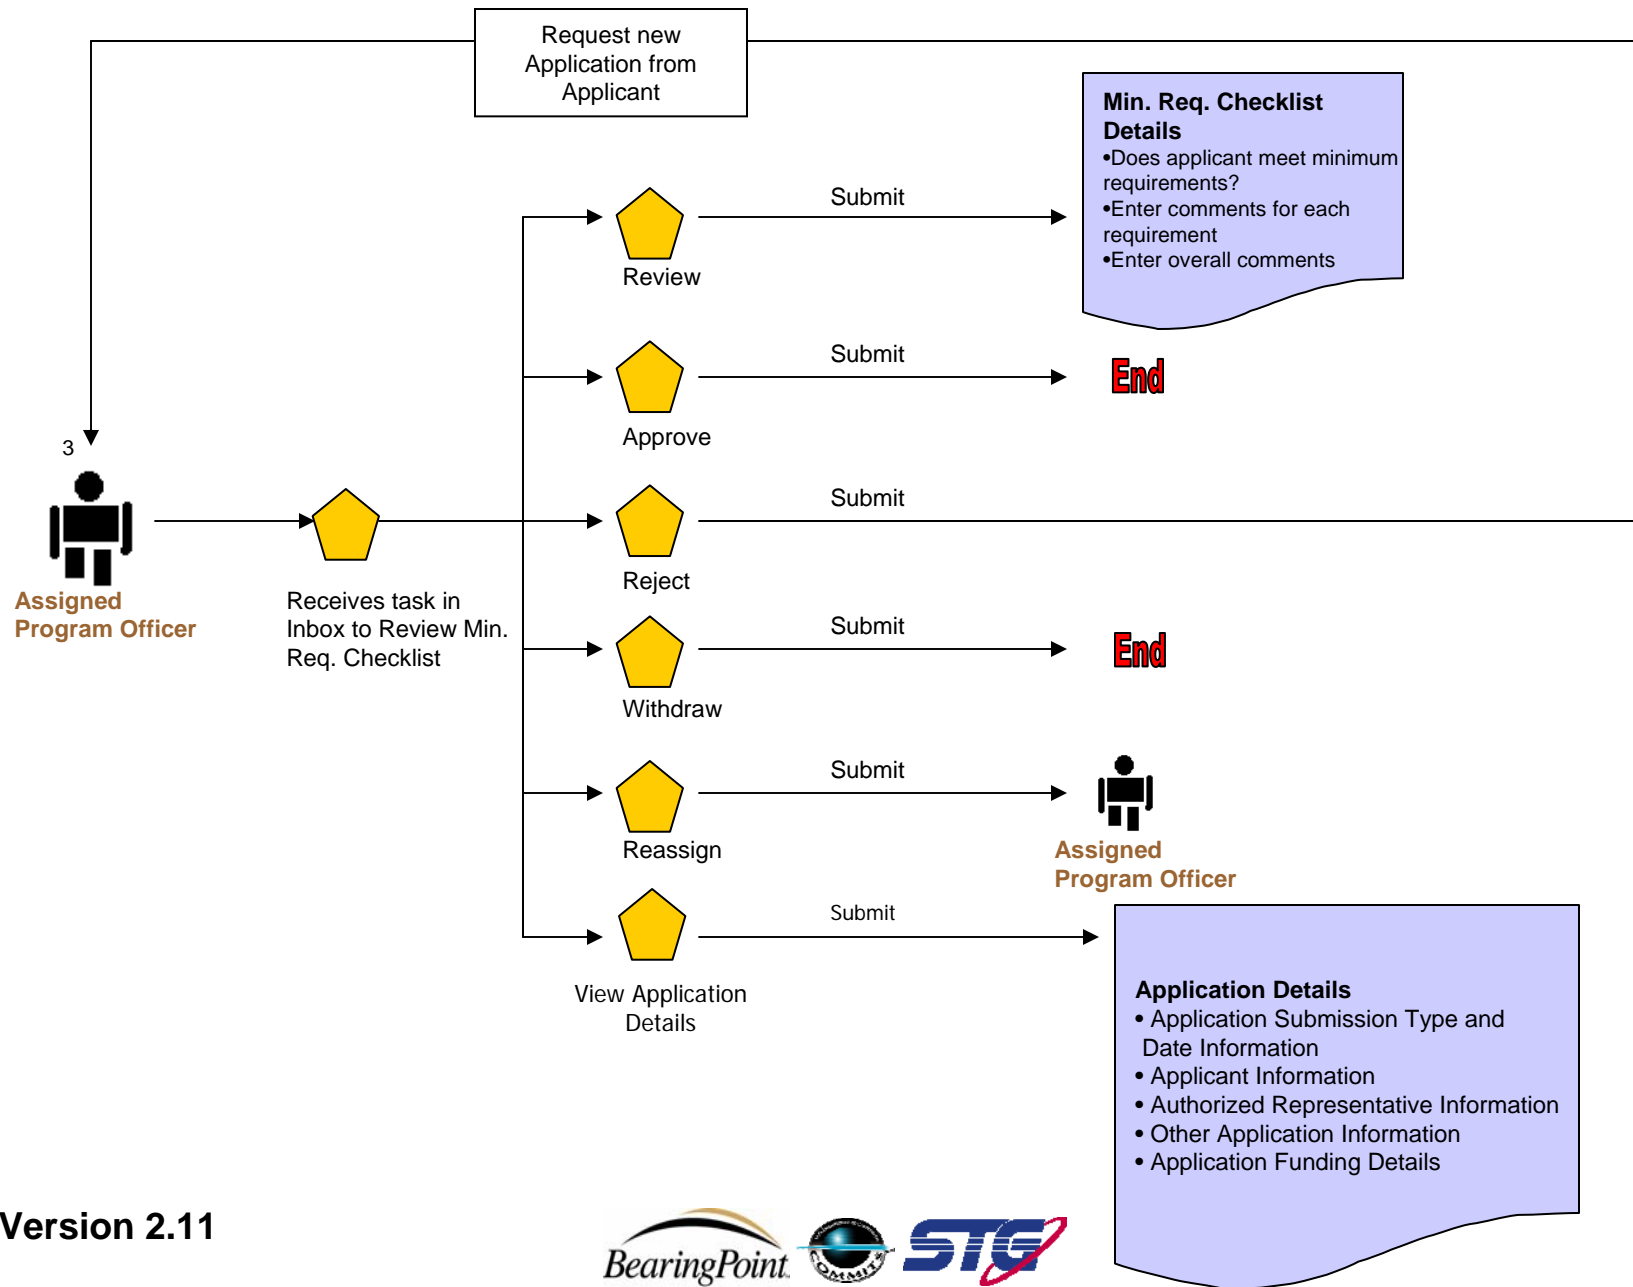 Request new
Application from
Applicant
Min. Req. Checklist
Details
•Does applicant meet minimum
requirements?
•Enter comments for each
requirement
•Enter overall comments
Submit
Review
Submit
End
Approve
3
Submit
Reject
Assigned
Program Officer
Receives task in
Inbox to Review Min.
Req. Checklist
Submit
End
Withdraw
Submit
Reassign
Assigned
Program Officer
Submit
View Application
Details
Application Details
• Application Submission Type and
Date Information
• Applicant Information
• Authorized Representative Information
• Other Application Information
• Application Funding Details
Version 2.11
BearingPoint.
COMMITS
STG